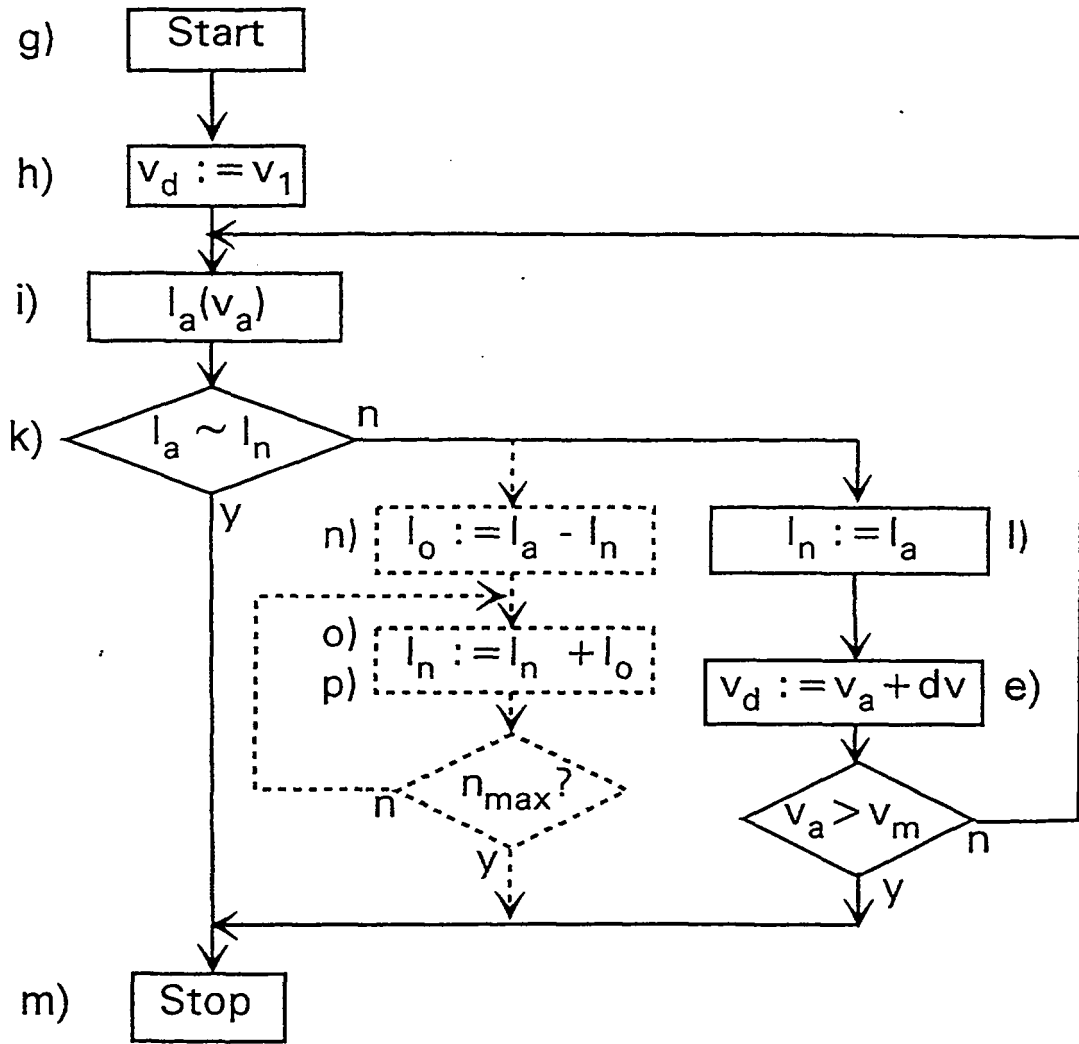 g) Start
h) v_d := v_1
i) I_a(v_a)
k) I_a ~ I_n n
y
n) I_o := I_a - I_n
I_n := I_a l)
o)
p)
I_n := I_n + I_o
v_d := v_a + dv e)
n_max?
n
y
v_a > v_m
n
y
m) Stop